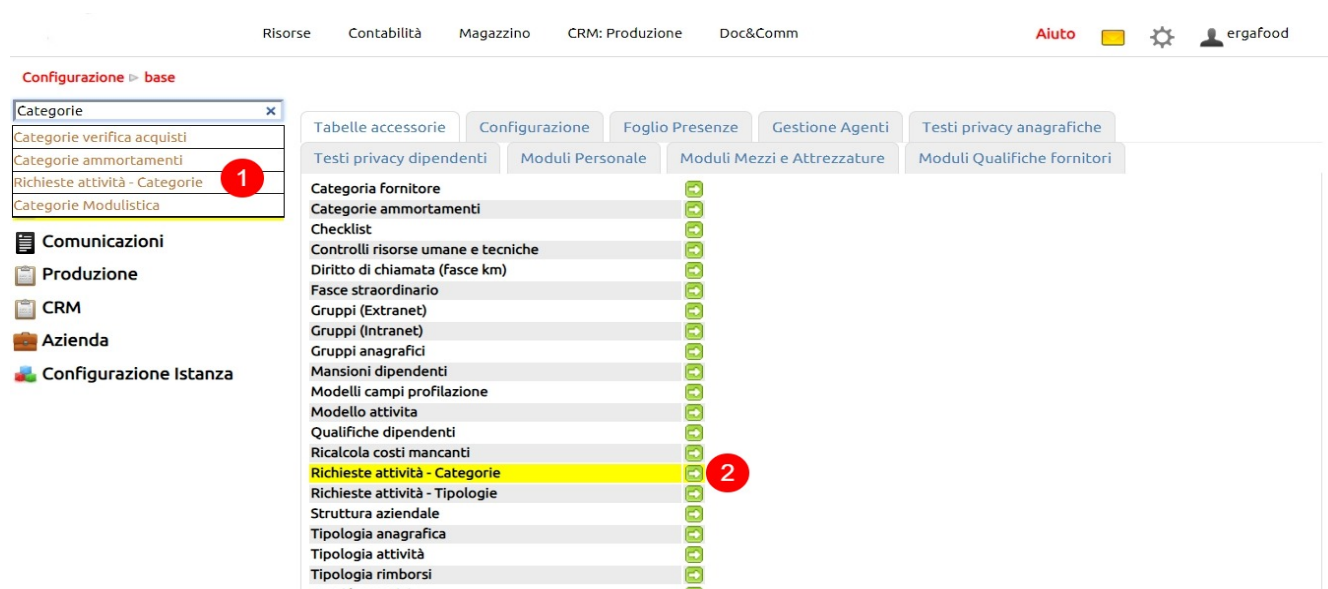 Risorse Contabilità Magazzino CRM: Produzione Doc&Comm Aiuto ergafood
Configurazione ▷ base
Categorie ×
Categorie verifica acquisti
Categorie ammortamenti
Richieste attività - Categorie 1
Categorie Modulistica
Comunicazioni
Produzione
CRM
Azienda
Configurazione Istanza
Tabelle accessorie Configurazione Foglio Presenze Gestione Agenti Testi privacy anagrafiche
Testi privacy dipendenti Moduli Personale Moduli Mezzi e Attrezzature Moduli Qualifiche fornitori
Categoria fornitore
Categorie ammortamenti
Checklist
Controlli risorse umane e tecniche
Diritto di chiamata (fasce km)
Fasce straordinario
Gruppi (Extranet)
Gruppi (Intranet)
Gruppi anagrafici
Mansioni dipendenti
Modelli campi profilazione
Modello attivita
Qualifiche dipendenti
Ricalcola costi mancanti
Richieste attività - Categorie 2
Richieste attività - Tipologie
Struttura aziendale
Tipologia anagrafica
Tipologia attività
Tipologia rimborsi